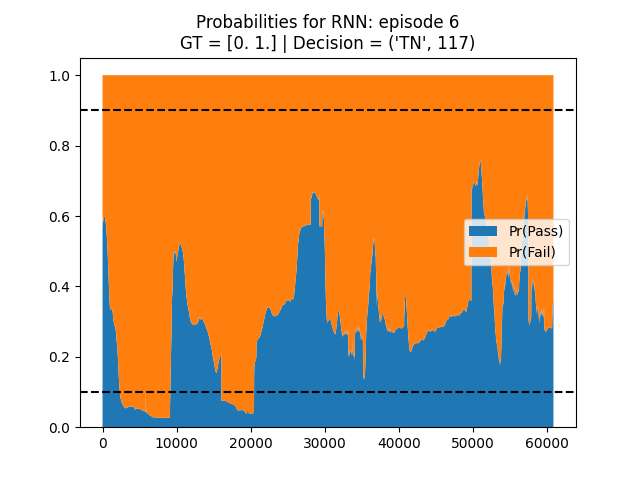 Probabilities for RNN: episode 6
GT = [0. 1.] | Decision = ('TN', 117)
1.0
0.8
0.6
0.4
0.2
0.0
Pr(Pass)
Pr(Fail)
0 10000 20000 30000 40000 50000 60000